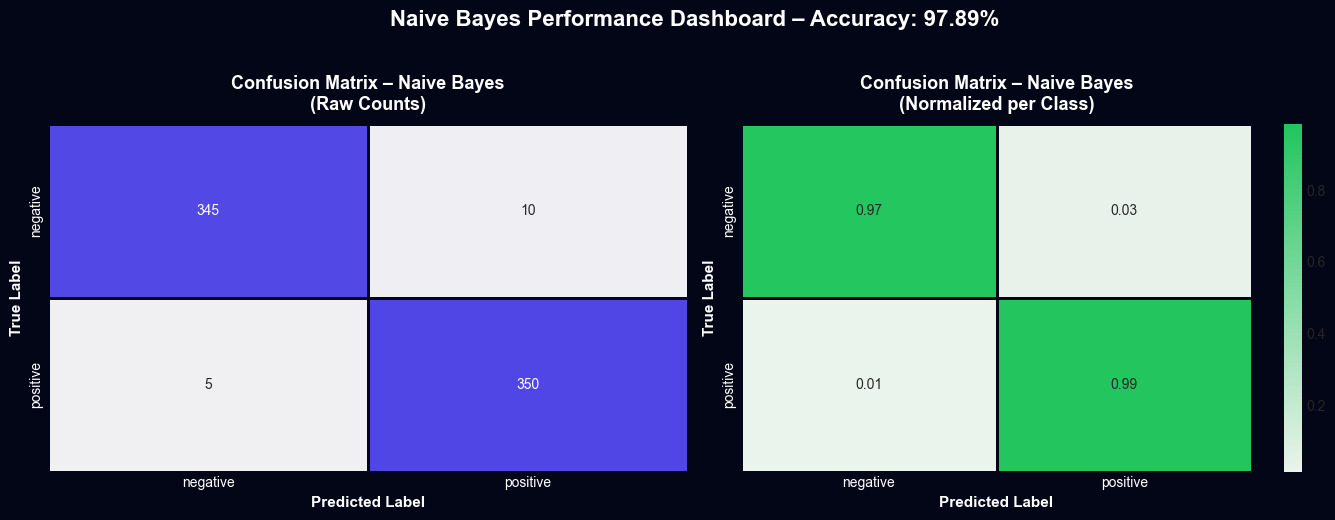 Naive Bayes Performance Dashboard – Accuracy: 97.89%
Confusion Matrix – Naive Bayes
(Raw Counts)
True Label
negative
positive
345
10
5
350
negative
positive
Predicted Label
Confusion Matrix – Naive Bayes
(Normalized per Class)
True Label
negative
positive
0.97
0.03
0.01
0.99
negative
positive
Predicted Label
0.8
0.6
0.4
0.2